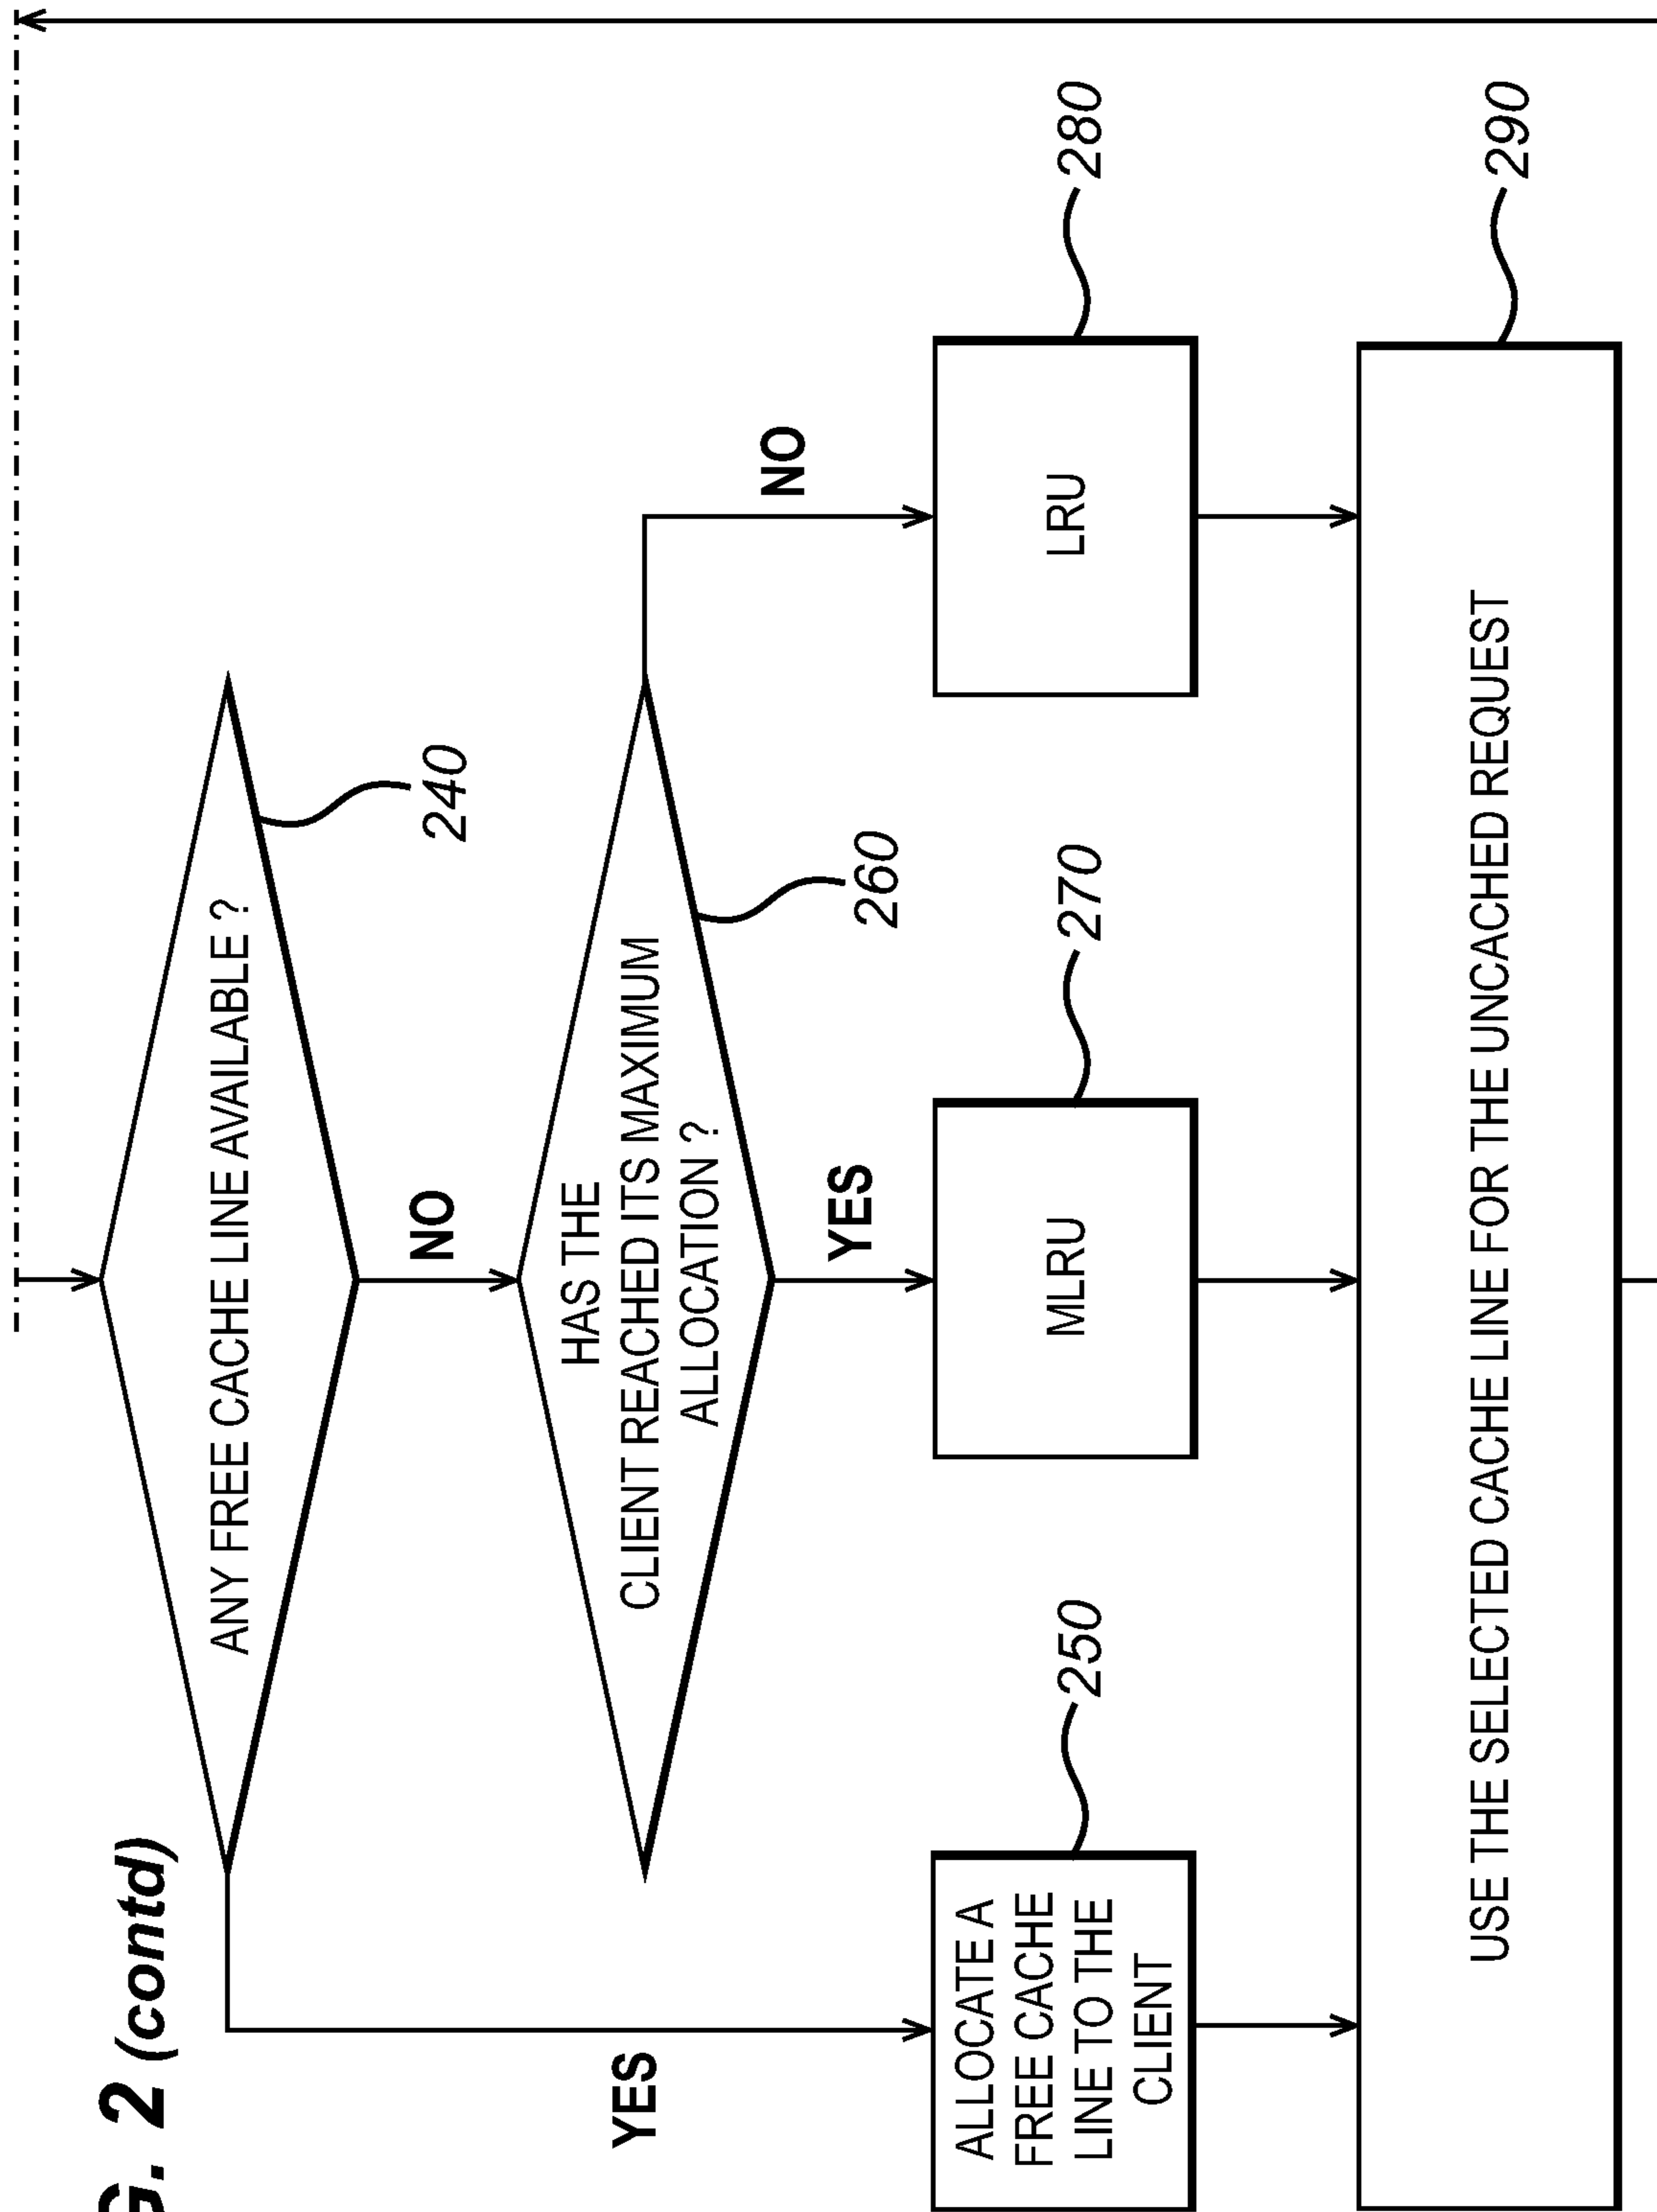 G. 2 (contd)
ANY FREE CACHE LINE AVAILABLE ?
240
NO
HAS THE
CLIENT REACHED ITS MAXIMUM
ALLOCATION ?
260
YES
YES
NO
ALLOCATE A
FREE CACHE
LINE TO THE
CLIENT
250
MLRU
270
LRU
280
USE THE SELECTED CACHE LINE FOR THE UNCACHED REQUEST
290